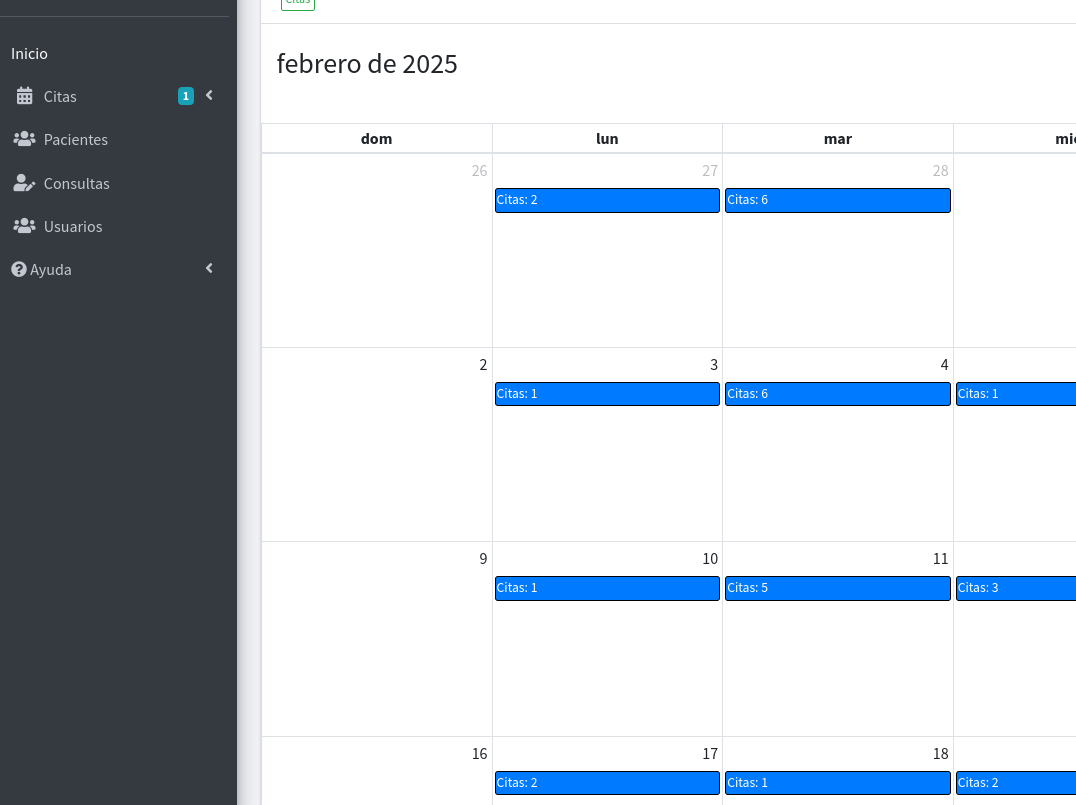 Citas
Inicio
Citas 1
Pacientes
Consultas
Usuarios
Ayuda
febrero de 2025
dom lun mar
26 27 28
Citas: 2 Citas: 6
2 3 4
Citas: 1 Citas: 6 Citas: 1
9 10 11
Citas: 1 Citas: 5 Citas: 3
16 17 18
Citas: 2 Citas: 1 Citas: 2